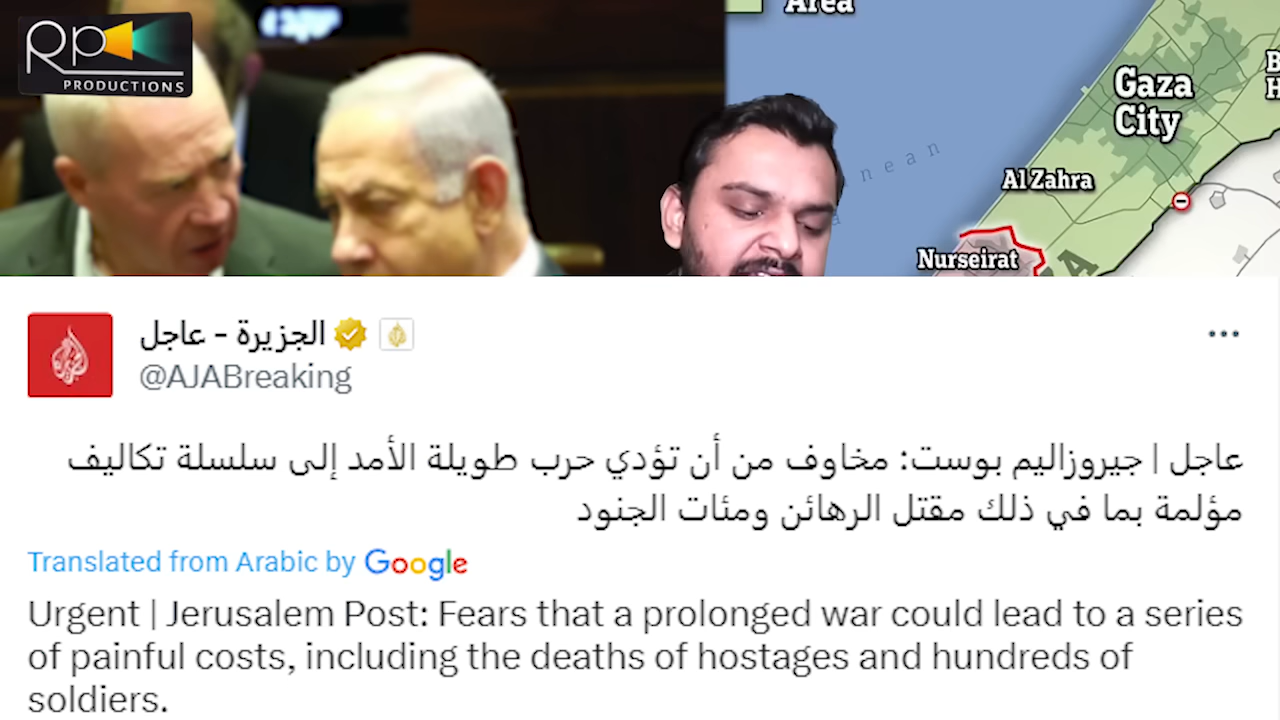 RP
PRODUCTIONS
Area
Gaza
City
nean
Al Zahra
Nurseirat
الجزيرة - عاجل
@AJABreaking
عاجل | جيروزاليم بوست: مخاوف من أن تؤدي حرب طويلة الأمد إلى سلسلة تكاليف
مؤلمة بما في ذلك مقتل الرهائن ومئات الجنود
Translated from Arabic by Google
Urgent | Jerusalem Post: Fears that a prolonged war could lead to a series
of painful costs, including the deaths of hostages and hundreds of
soldiers.